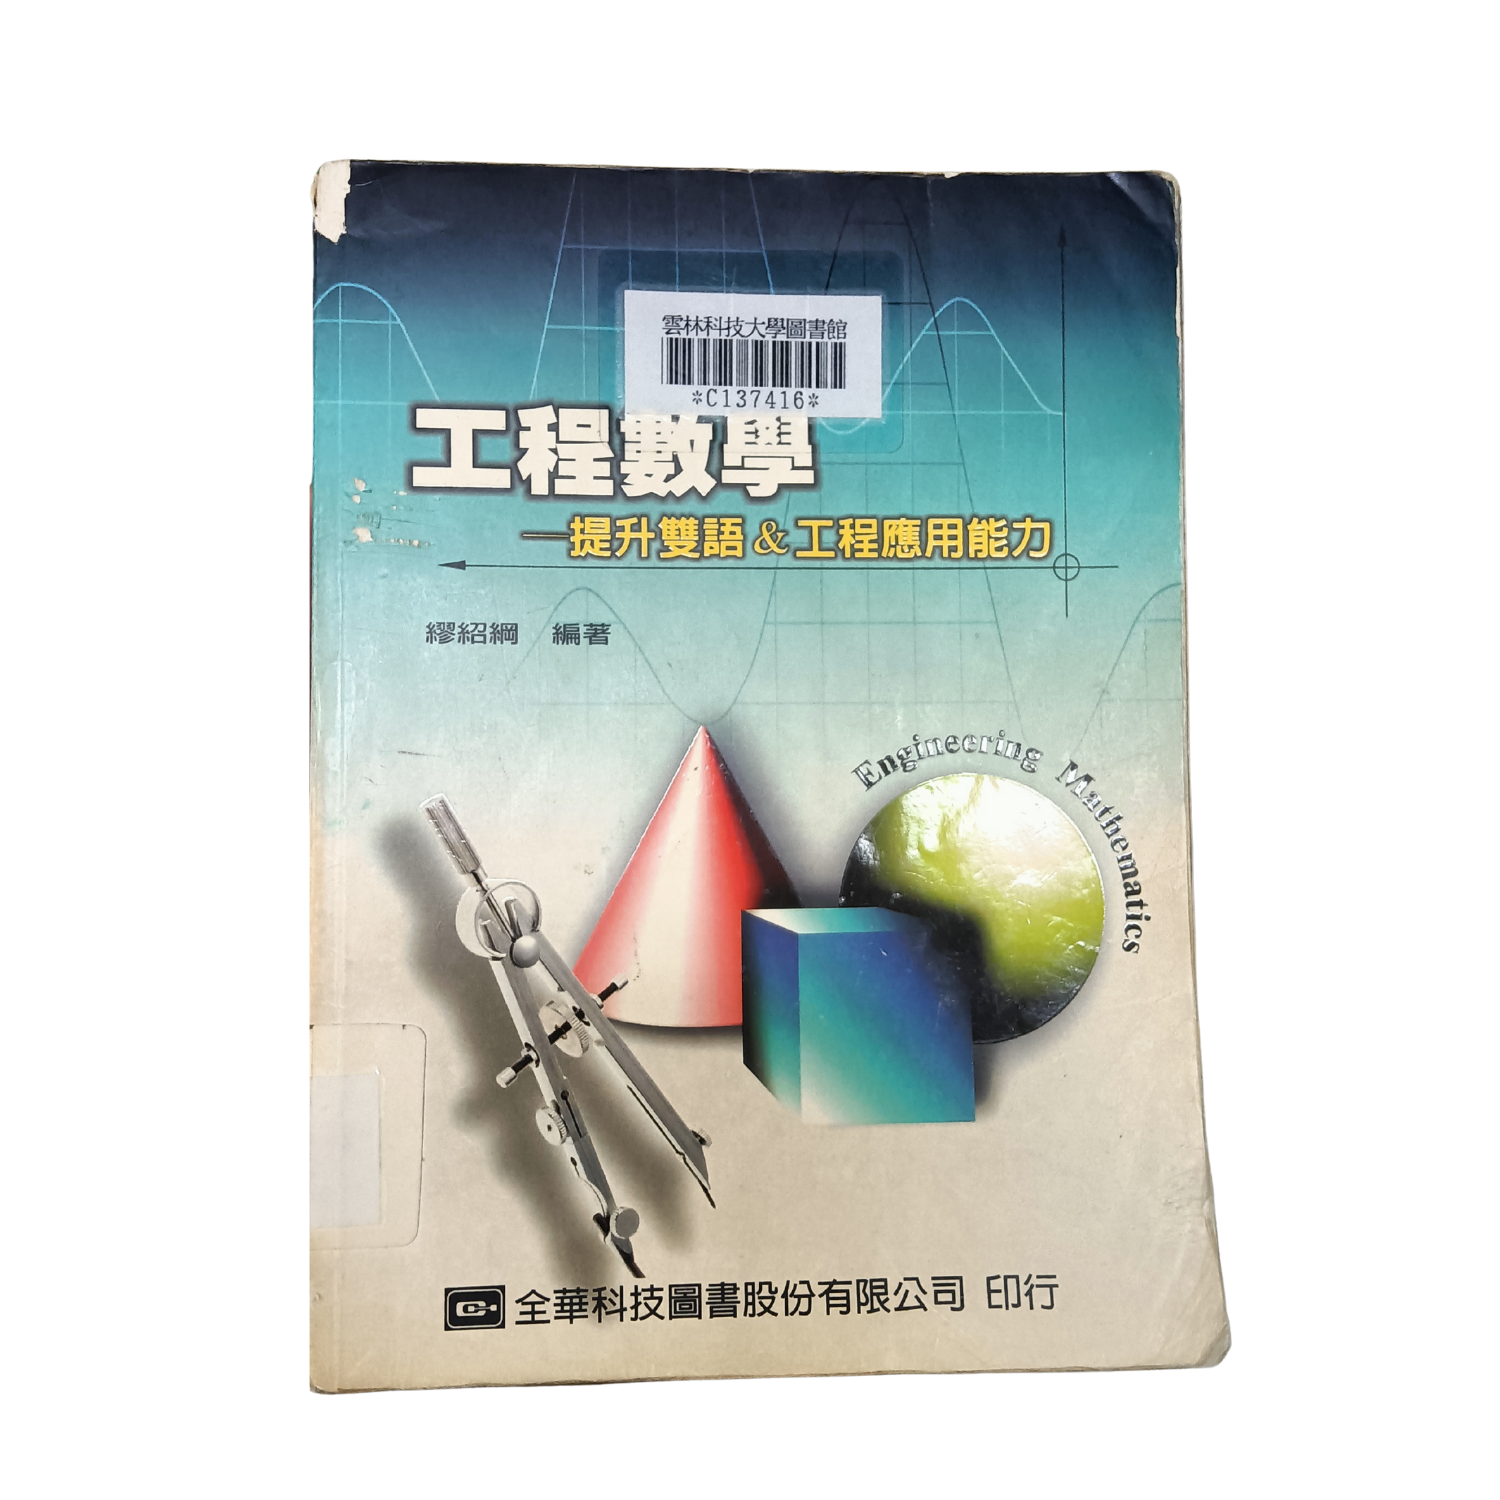 雲林科技大學圖書館
*C137416*
工程數學
—提升雙語&工程應用能力
繆紹綱 編著
Engineering Mathematics
全華科技圖書股份有限公司 印行